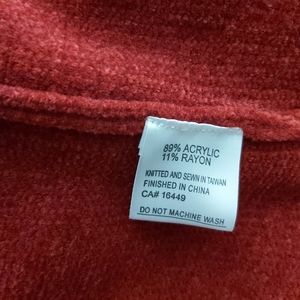 89% ACRYLIC
11% RAYON
KNITTED AND SEWN IN TAIWAN
FINISHED IN CHINA
CA# 16449
DO NOT MACHINE WASH